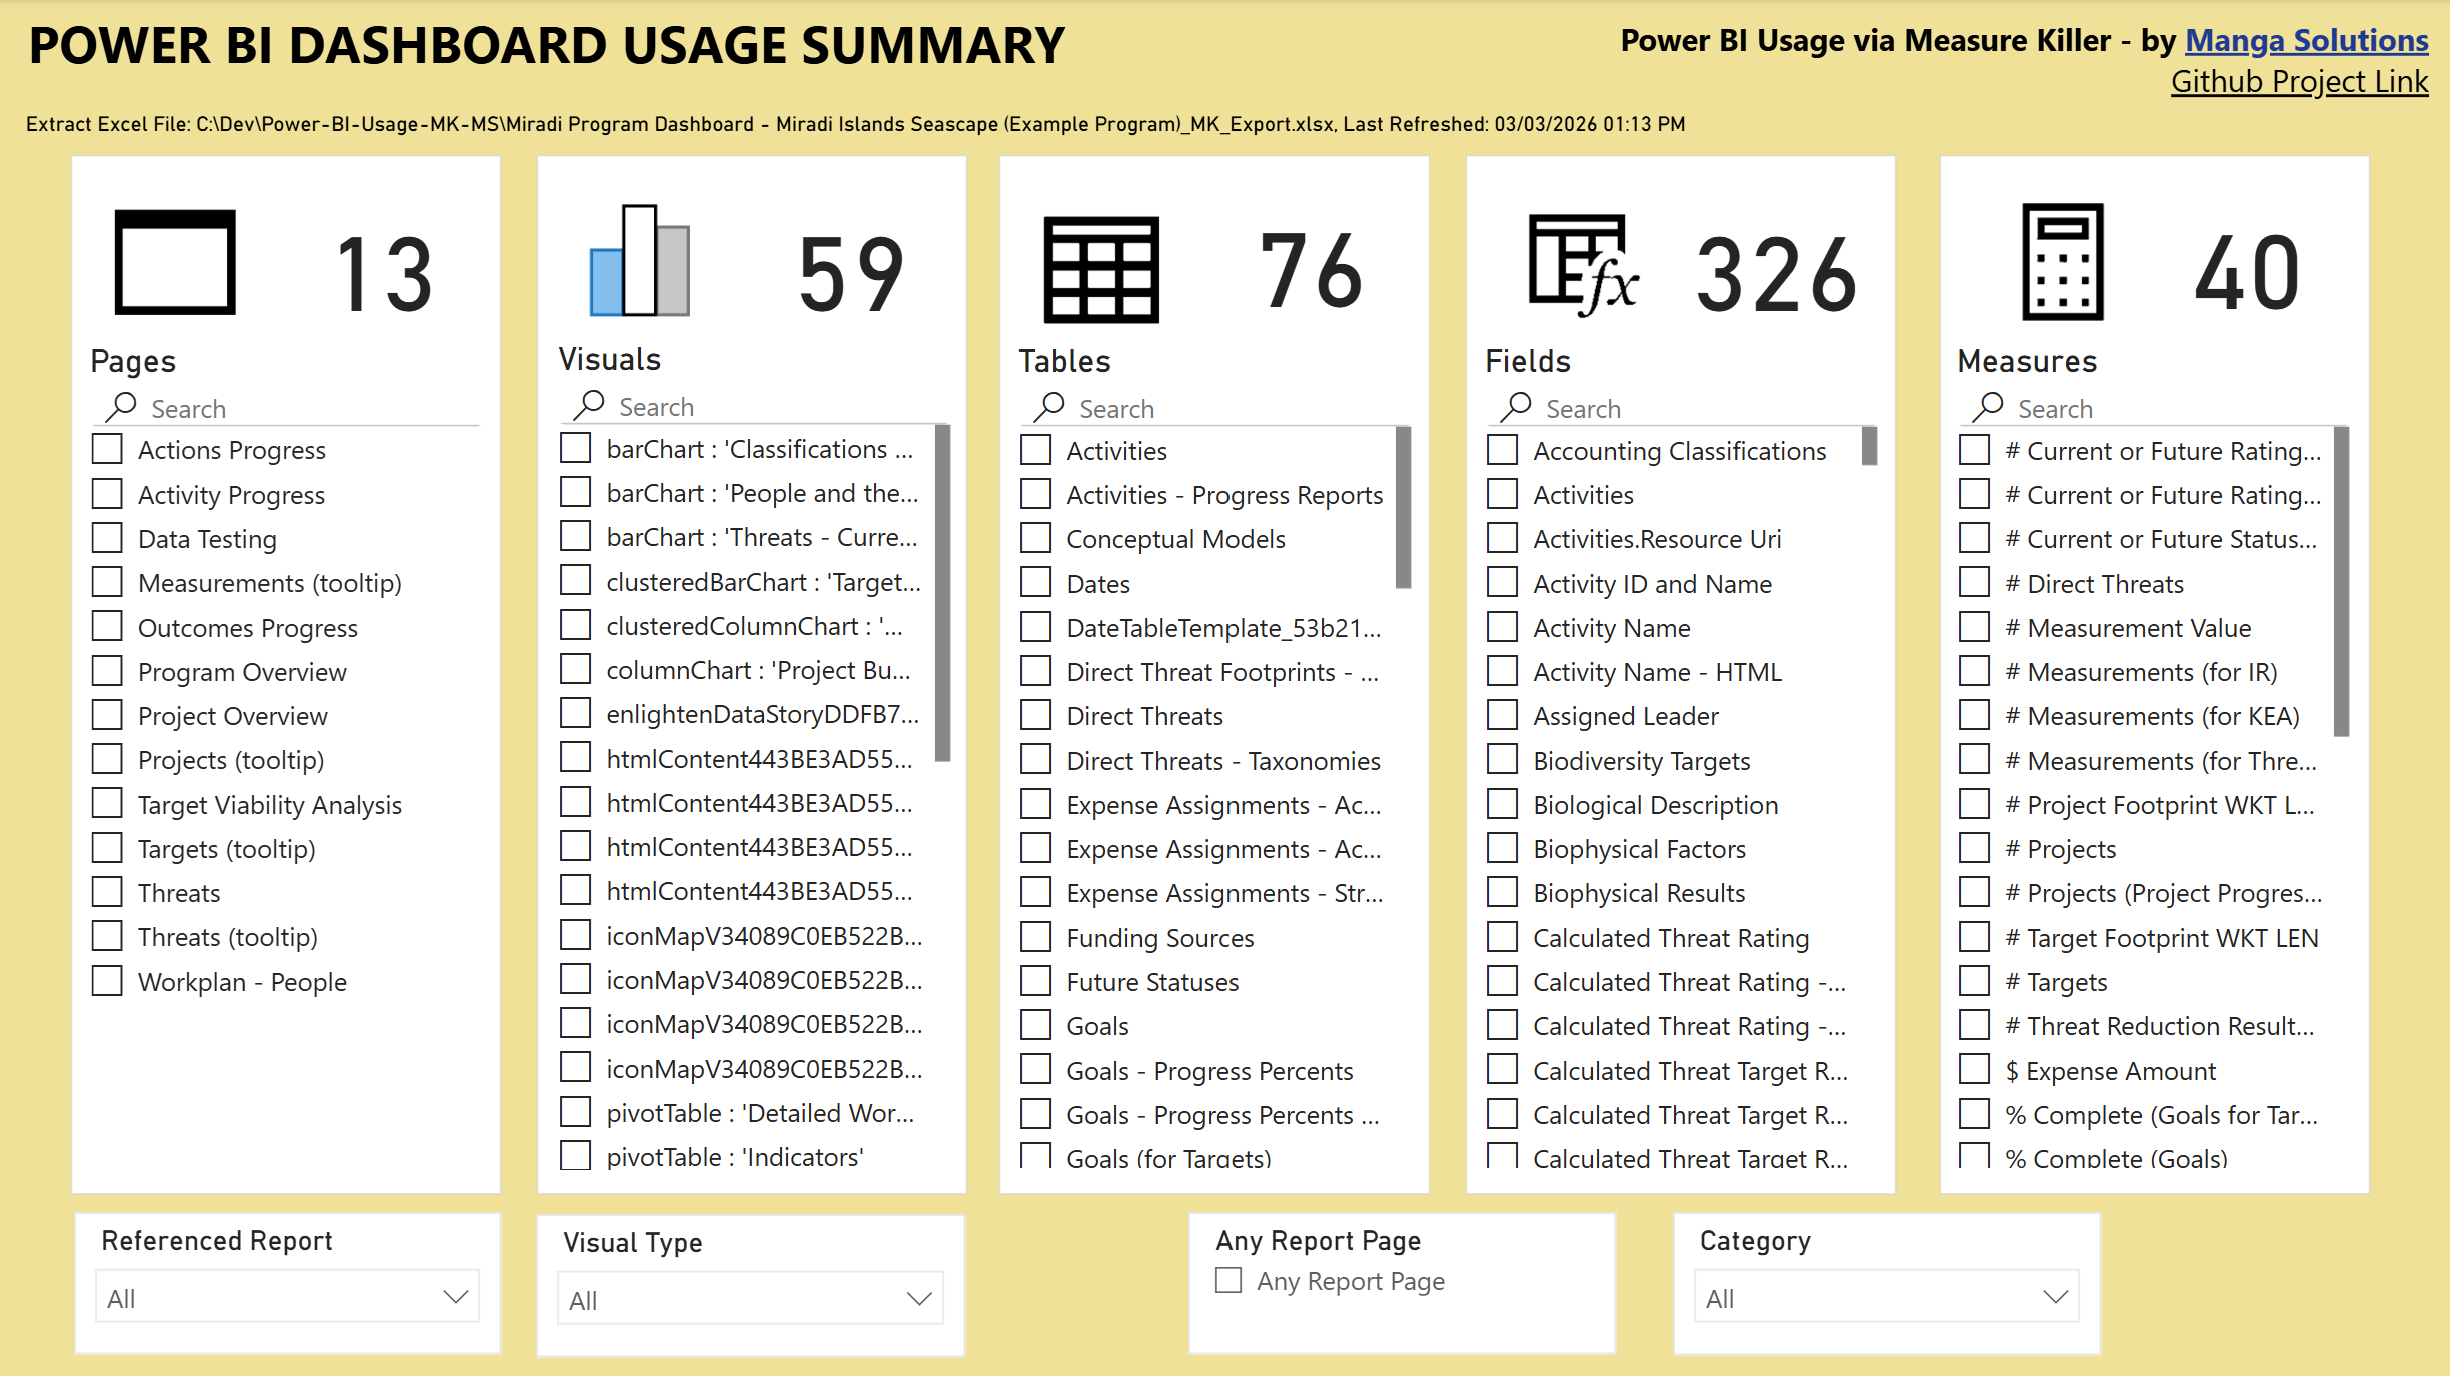 POWER BI DASHBOARD USAGE SUMMARY
Power BI Usage via Measure Killer - by Manga Solutions
Github Project Link
Extract Excel File: C:\Dev\Power-BI-Usage-MK-MS\Miradi Program Dashboard - Miradi Islands Seascape (Example Program)_MK_Export.xlsx, Last Refreshed: 03/03/2026 01:13 PM
13
Pages
Search
Actions Progress
Activity Progress
Data Testing
Measurements (tooltip)
Outcomes Progress
Program Overview
Project Overview
Projects (tooltip)
Target Viability Analysis
Targets (tooltip)
Threats
Threats (tooltip)
Workplan - People
59
Visuals
Search
barChart : 'Classifications ...
barChart : 'People and the...
barChart : 'Threats - Curre...
clusteredBarChart : 'Target...
clusteredColumnChart : '...
columnChart : 'Project Bu...
enlightenDataStoryDDFB7...
htmlContent443BE3AD55...
htmlContent443BE3AD55...
htmlContent443BE3AD55...
htmlContent443BE3AD55...
iconMapV34089C0EB522B...
iconMapV34089C0EB522B...
iconMapV34089C0EB522B...
iconMapV34089C0EB522B...
pivotTable : 'Detailed Wor...
pivotTable : 'Indicators'
76
Tables
Search
Activities
Activities - Progress Reports
Conceptual Models
Dates
DateTableTemplate_53b21...
Direct Threat Footprints - ...
Direct Threats
Direct Threats - Taxonomies
Expense Assignments - Ac...
Expense Assignments - Ac...
Expense Assignments - Str...
Funding Sources
Future Statuses
Goals
Goals - Progress Percents
Goals - Progress Percents ...
Goals (for Targets)
fx
326
Fields
Search
Accounting Classifications
Activities
Activities.Resource Uri
Activity ID and Name
Activity Name
Activity Name - HTML
Assigned Leader
Biodiversity Targets
Biological Description
Biophysical Factors
Biophysical Results
Calculated Threat Rating
Calculated Threat Rating -...
Calculated Threat Rating -...
Calculated Threat Target R...
Calculated Threat Target R...
Calculated Threat Target R...
40
Measures
Search
# Current or Future Rating...
# Current or Future Rating...
# Current or Future Status...
# Direct Threats
# Measurement Value
# Measurements (for IR)
# Measurements (for KEA)
# Measurements (for Thre...
# Project Footprint WKT L...
# Projects
# Projects (Project Progres...
# Target Footprint WKT LEN
# Targets
# Threat Reduction Result...
$ Expense Amount
% Complete (Goals for Tar...
% Complete (Goals)
Referenced Report
All
Visual Type
All
Any Report Page
Any Report Page
Category
All